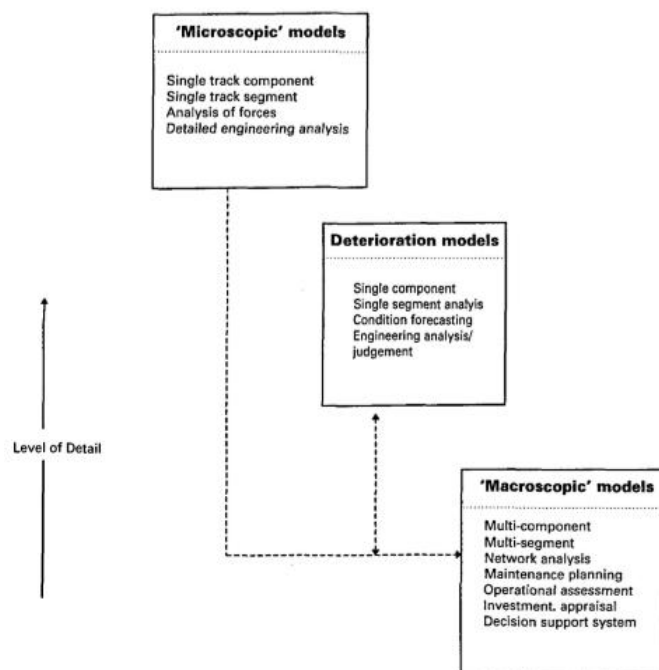 'Microscopic' models
Single track component
Single track segment
Analysis of forces
Detailed engineering analysis
Deterioration models
Single component
Single segment analyis
Condition forecasting
Engineering analysis/
judgement
Level of Detail
'Macroscopic' models
Multi-component
Multi-segment
Network analysis
Maintenance planning
Operational assessment
Investment. appraisal
Decision support system